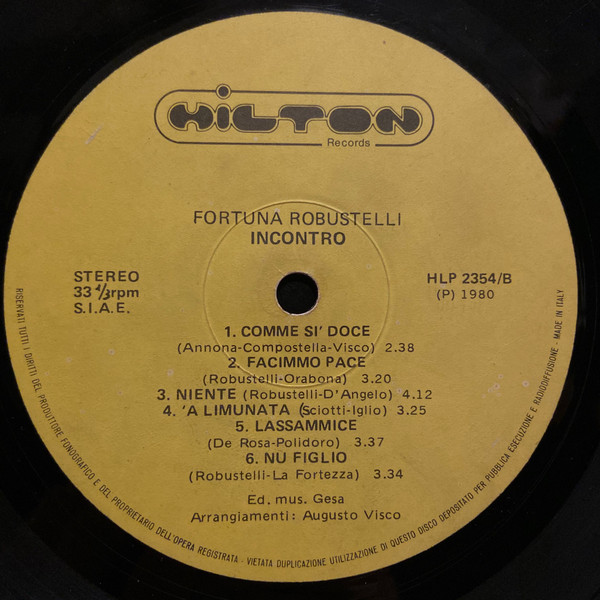 HILTON
Records
FORTUNA ROBUSTELLI
INCONTRO
STEREO
33 1/3 rpm
S.I.A.E.
HLP 2354/B
(P) 1980
1. COMME SI' DOCE
(Annona-Compostella-Visco) 2.38
2. FACIMMO PACE
(Robustelli-Orabona) 3.20
3. NIENTE (Robustelli-D'Angelo) 4.12
4. 'A LIMUNATA (Sciotti-Iglio) 3.25
5. LASSAMMICE
(De Rosa-Polidoro) 3.37
6. NU FIGLIO
(Robustelli-La Fortezza) 3.34
Ed. mus. Gesa
Arrangiamenti: Augusto Visco
RISERVATI TUTTI I DIRITTI DEL PRODUTTORE FONOGRAFICO E DEL PROPRIETARIO DELL'OPERA REGISTRATA - VIETATA DUPLICAZIONE UTILIZZAZIONE DI QUESTO DISCO DEPOSITATO PER PUBBLICA ESECUZIONE E RADIODIFFUSIONE - MADE IN ITALY